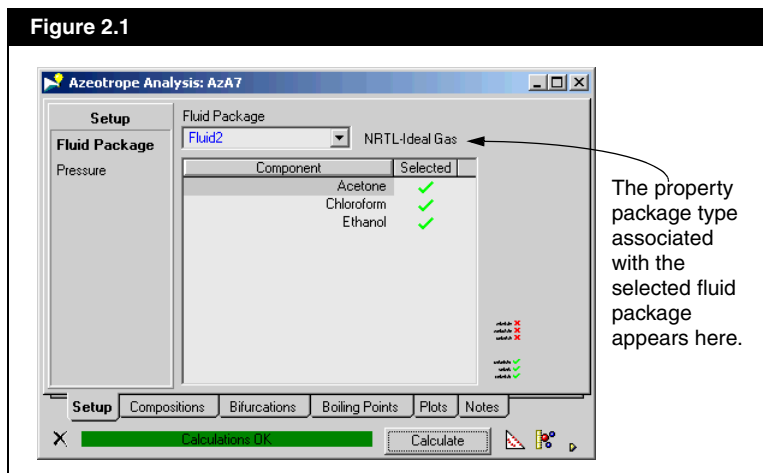 Figure 2.1
Azeotrope Analysis: AzA7
Setup
Fluid Package
Pressure
Fluid Package
Fluid2
NRTL-Ideal Gas
Component Selected
Acetone
Chloroform
Ethanol
The property
package type
associated
with the
selected fluid
package
appears here.
Setup Compositions Bifurcations Boiling Points Plots Notes
Calculations OK
Calculate